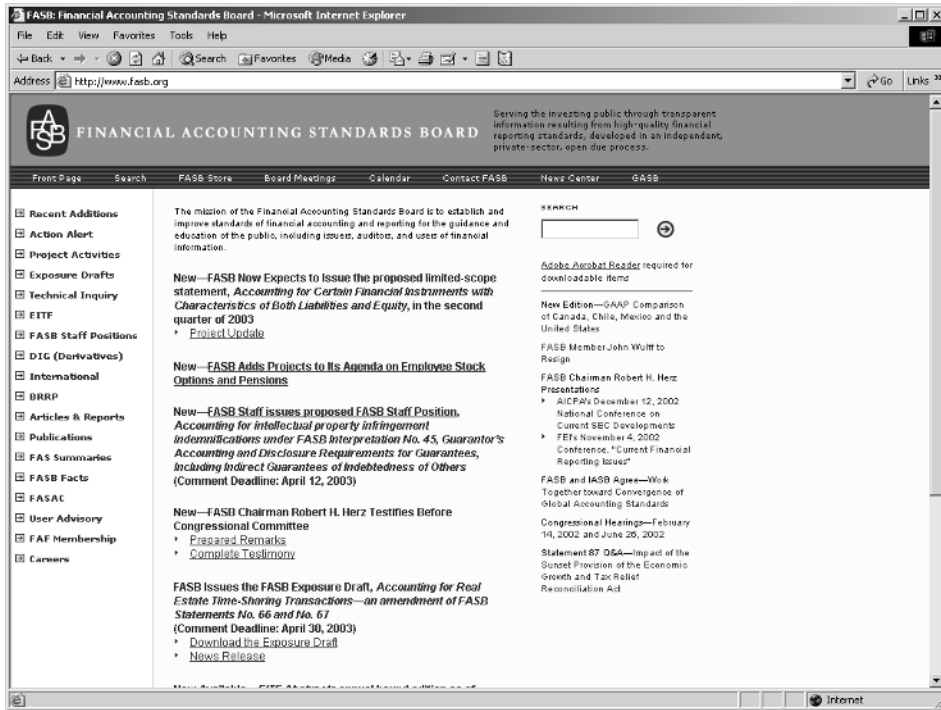 FASB: Financial Accounting Standards Board - Microsoft Internet Explorer
File Edit View Favorites Tools Help
Back Search Favorites Media
Address http://www.fasb.org Go Links »
FASB
FINANCIAL ACCOUNTING STANDARDS BOARD
Serving the investing public through transparent
information resulting from high-quality financial
reporting standards, developed in an independent,
private-sector, open due process.
Front Page Search FASB Store Board Meetings Calendar Contact FASB News Center GASB
Recent Additions
Action Alert
Project Activities
Exposure Drafts
Technical Inquiry
EITF
FASB Staff Positions
DIG (Derivatives)
International
BRRP
Articles & Reports
Publications
FAS Summaries
FASB Facts
FASAC
User Advisory
FAF Membership
Careers
The mission of the Financial Accounting Standards Board is to establish and
improve standards of financial accounting and reporting for the guidance and
education of the public, including issuers, auditors, and users of financial
information.
New—FASB Now Expects to Issue the proposed limited-scope
statement, Accounting for Certain Financial Instruments with
Characteristics of Both Liabilities and Equity, in the second
quarter of 2003
Project Update
New—FASB Adds Projects to Its Agenda on Employee Stock
Options and Pensions
New—FASB Staff issues proposed FASB Staff Position,
Accounting for intellectual property infringement
indemnifications under FASB Interpretation No. 45, Guarantor's
Accounting and Disclosure Requirements for Guarantees,
Including Indirect Guarantees of Indebtedness of Others
(Comment Deadline: April 12, 2003)
New—FASB Chairman Robert H. Herz Testifies Before
Congressional Committee
Prepared Remarks
Complete Testimony
FASB Issues the FASB Exposure Draft, Accounting for Real
Estate Time-Sharing Transactions—an amendment of FASB
Statements No. 66 and No. 67
(Comment Deadline: April 30, 2003)
Download the Exposure Draft
News Release
New Available—EITF Abstracts annual bound edition as of
SEARCH
Adobe Acrobat Reader required for
downloadable items
New Edition—GAAP Comparison
of Canada, Chile, Mexico and the
United States
FASB Member John Wulff to
Resign
FASB Chairman Robert H. Herz
Presentations
AICPA's December 12, 2002
National Conference on
Current SEC Developments
FEI's November 4, 2002
Conference, "Current Financial
Reporting Issues"
FASB and IASB Agree—Work
Together toward Convergence of
Global Accounting Standards
Congressional Hearings—February
14, 2002 and June 26, 2002
Statement 87 Q&A—Impact of the
Sunset Provision of the Economic
Growth and Tax Relief
Reconciliation Act
Internet